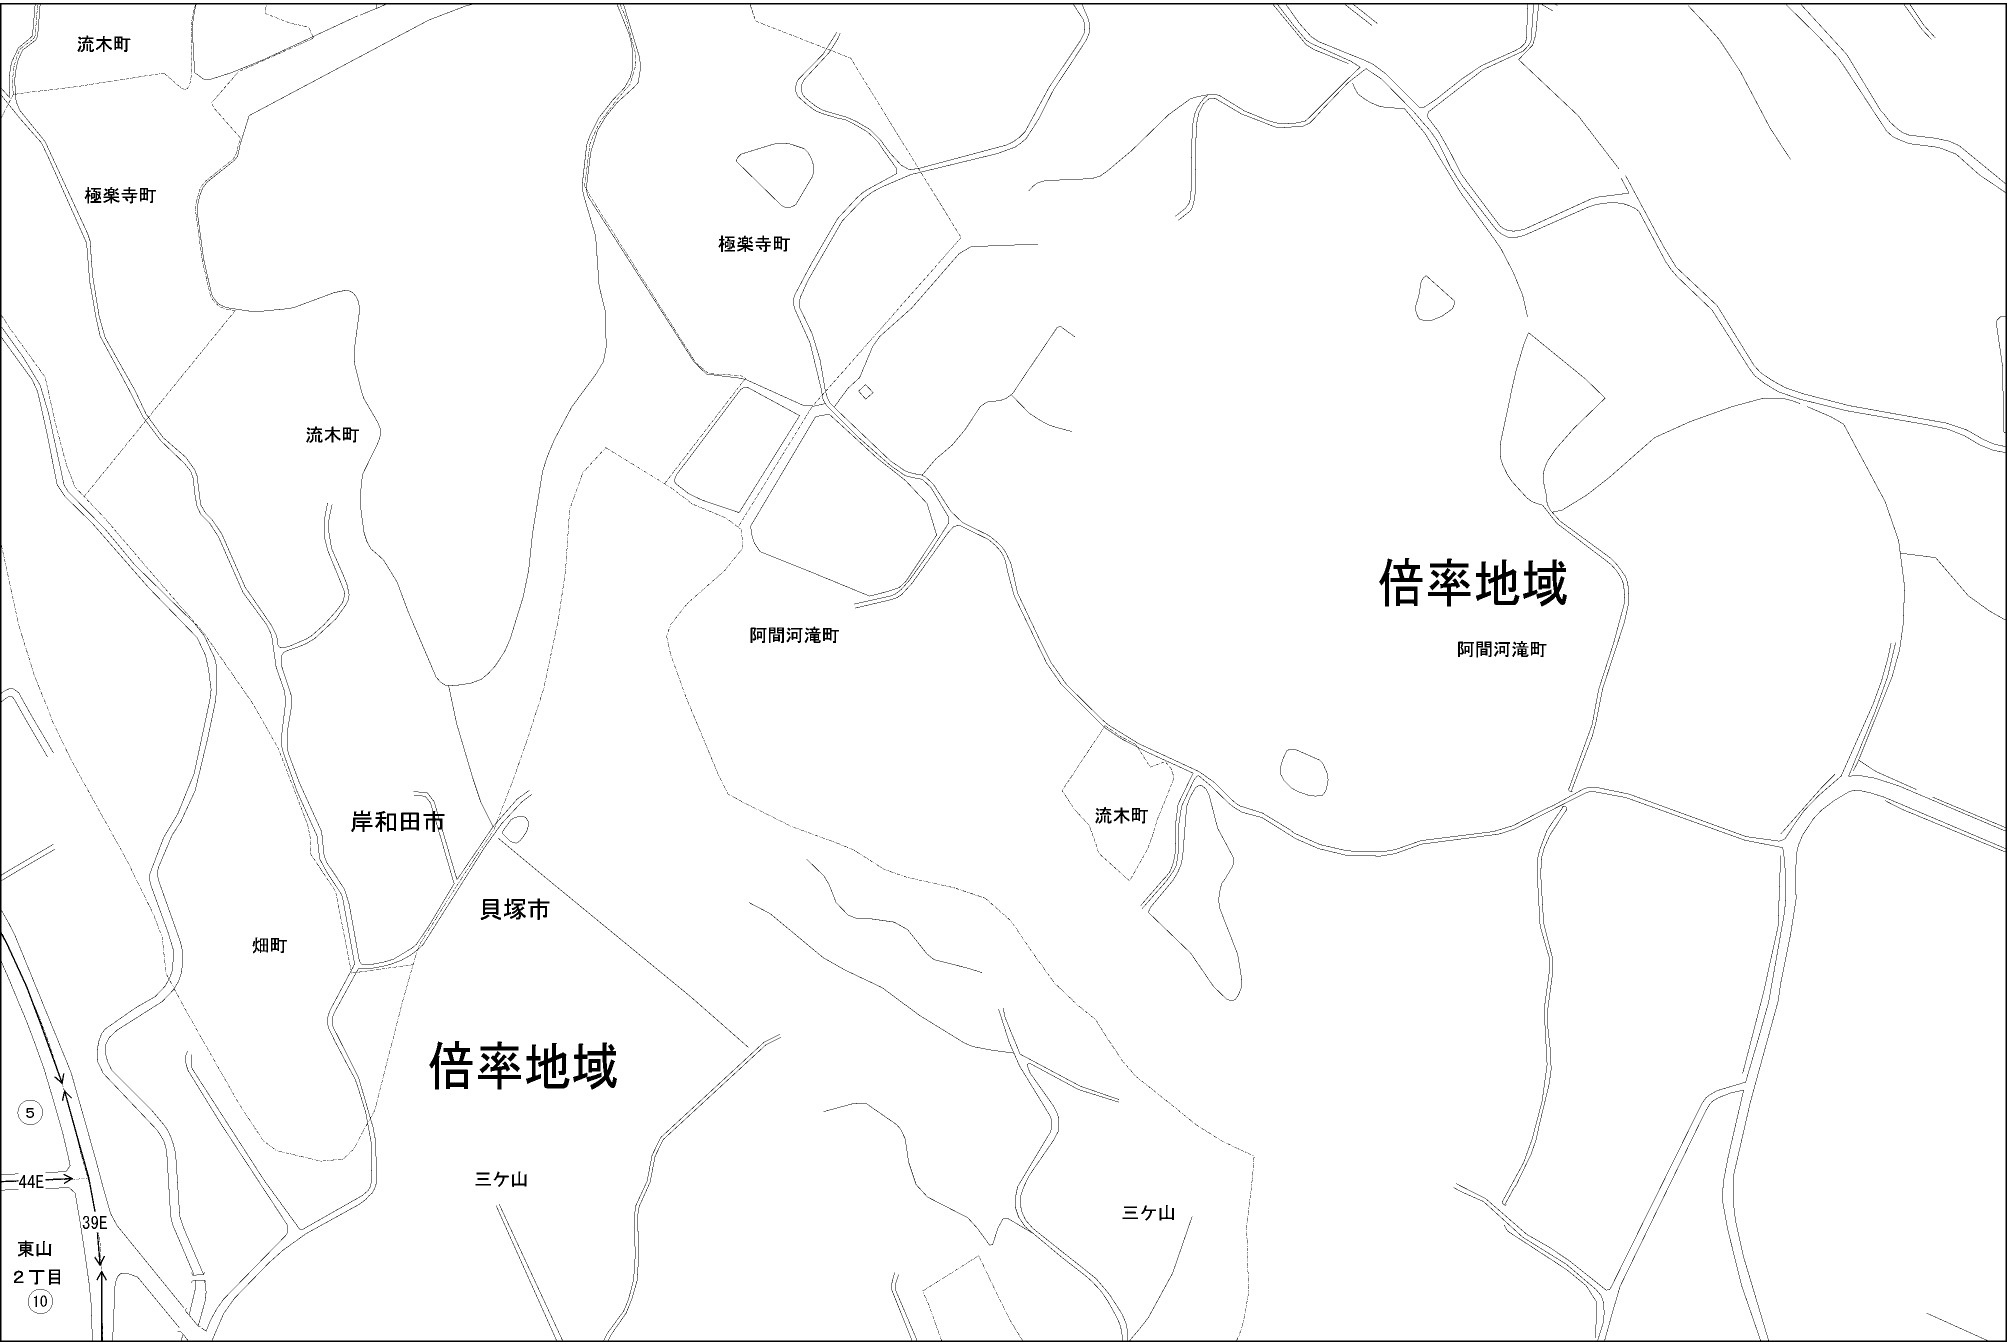 流木町
極楽寺町
極楽寺町
流木町
倍率地域
阿間河滝町
阿間河滝町
流木町
岸和田市
貝塚市
畑町
倍率地域
5
44E
三ケ山
39E
三ケ山
東山
2丁目
10